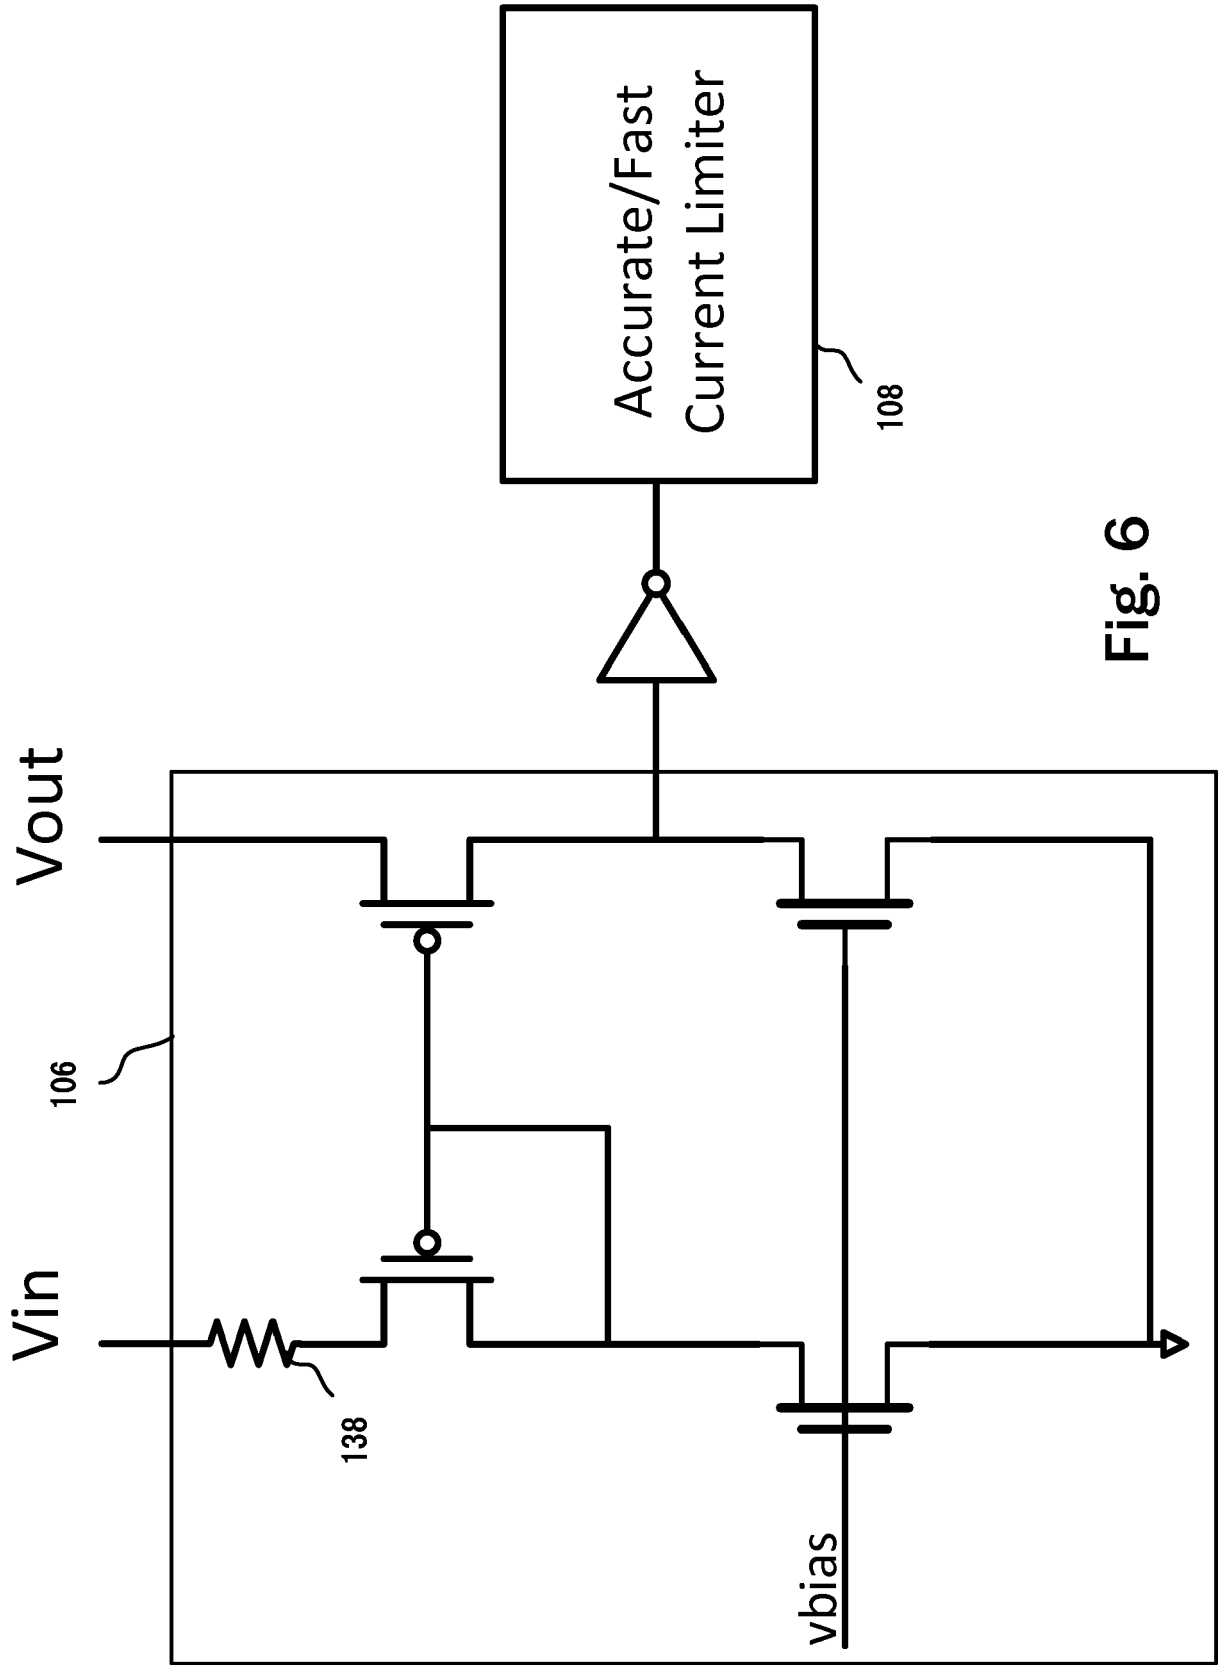 Vin
Vout
106
138
vbias
Accurate/Fast
Current Limiter
108
Fig. 6